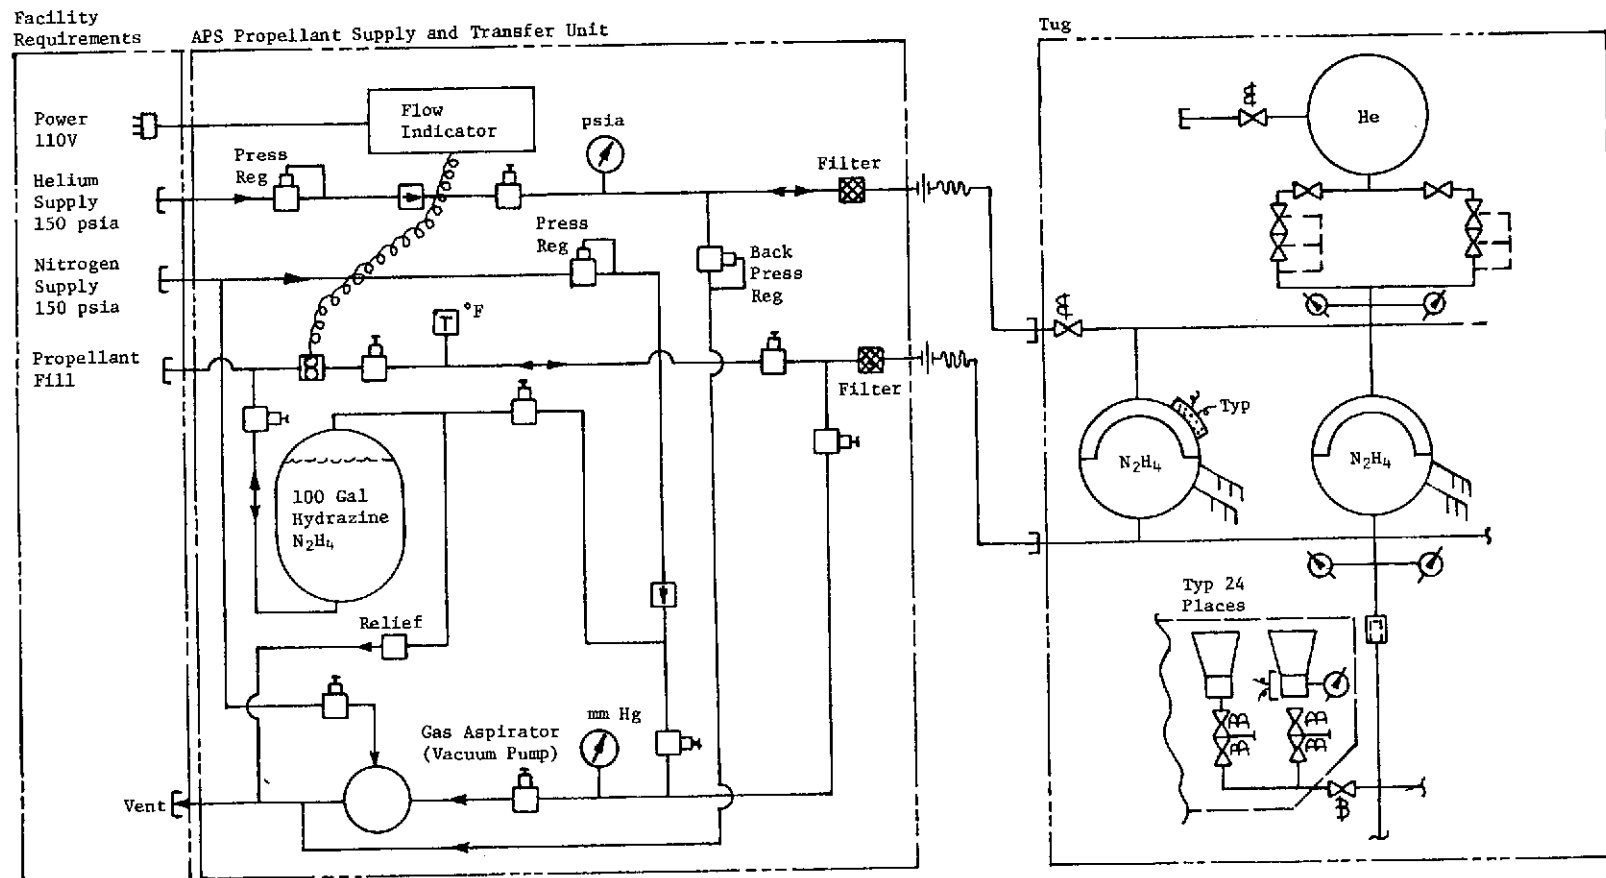 Facility
Requirements
APS Propellant Supply and Transfer Unit
Tug
Power
110V
Flow
Indicator
psia
He
Press
Reg
Filter
Helium
Supply
150 psia
Press
Reg
Back
Press
Reg
Nitrogen
Supply
150 psia
T
°F
Propellant
Fill
Filter
Typ
N₂H₄
N₂H₄
100 Gal
Hydrazine
N₂H₄
Typ 24
Places
Relief
mm Hg
Gas Aspirator
(Vacuum Pump)
Vent